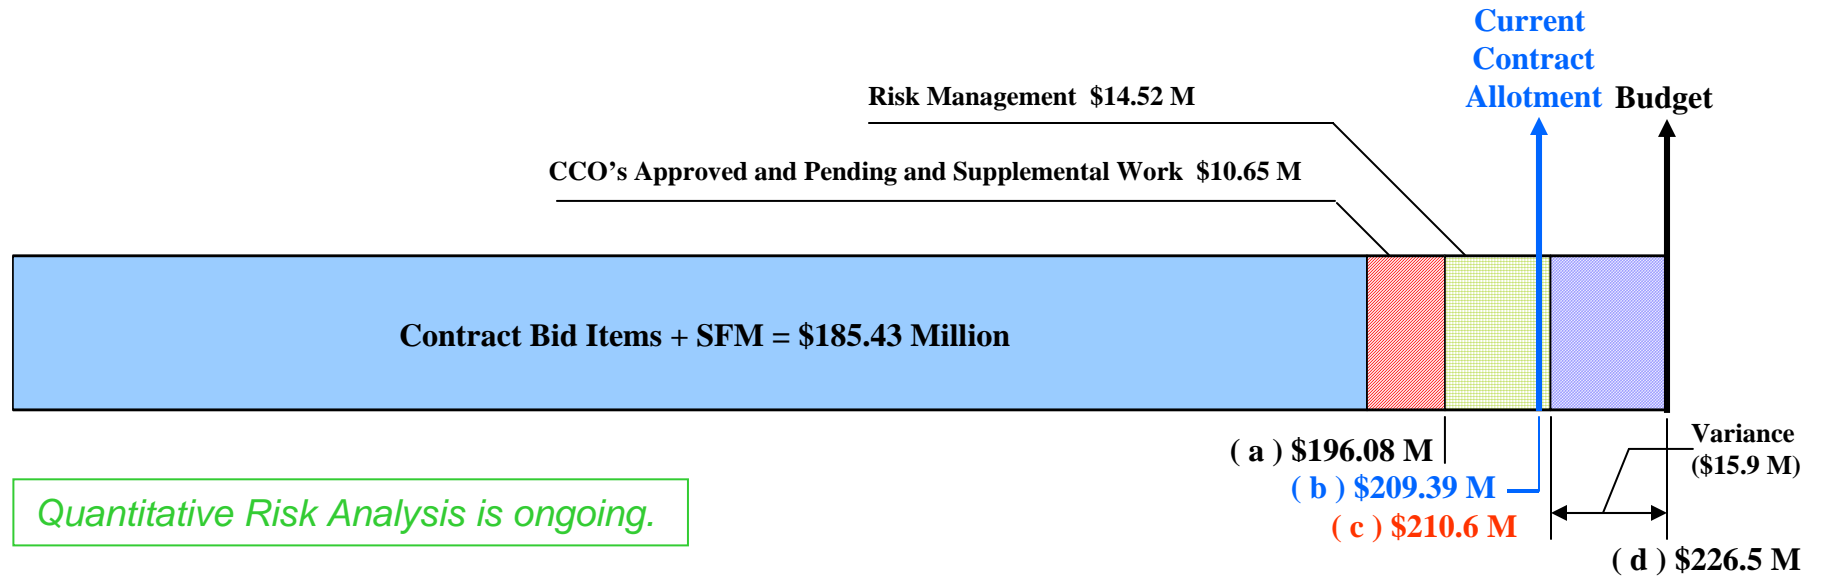 Current
Contract
Allotment
Budget
Risk Management $14.52 M
CCO’s Approved and Pending and Supplemental Work $10.65 M
Contract Bid Items + SFM = $185.43 Million
( a ) $196.08 M
( b ) $209.39 M
( c ) $210.6 M
Variance
($15.9 M)
( d ) $226.5 M
Quantitative Risk Analysis is ongoing.